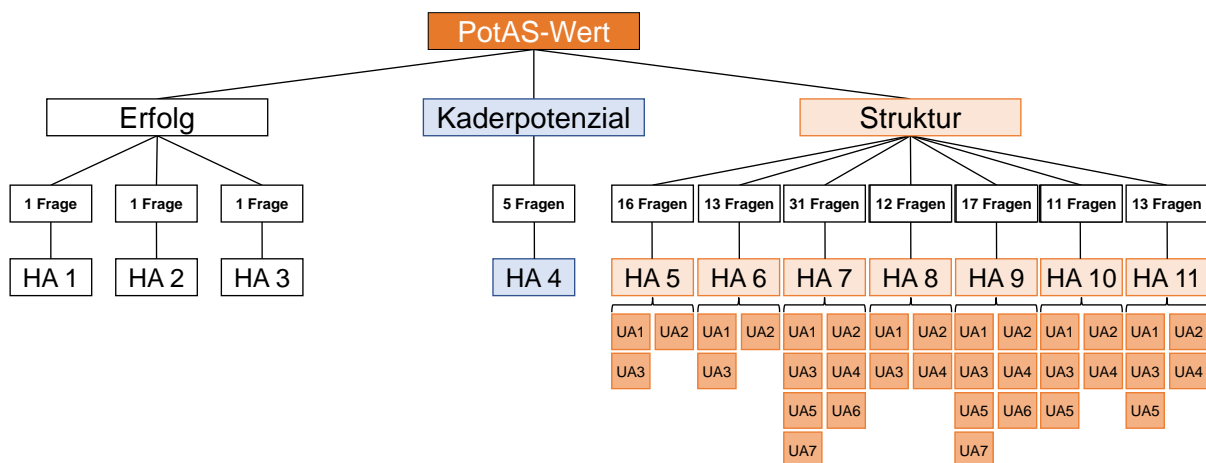 PotAS-Wert
Erfolg Kaderpotenzial Struktur
1 Frage 1 Frage 1 Frage 5 Fragen 16 Fragen 13 Fragen 31 Fragen 12 Fragen 17 Fragen 11 Fragen 13 Fragen
HA 1 HA 2 HA 3 HA 4 HA 5 HA 6 HA 7 HA 8 HA 9 HA 10 HA 11
UA1 UA2 UA1 UA2 UA1 UA2 UA1 UA2 UA1 UA2 UA1 UA2 UA1 UA2
UA3 UA3 UA3 UA4 UA3 UA4 UA3 UA4 UA3 UA4 UA3 UA4
UA5 UA6 UA5 UA6 UA5 UA5
UA7 UA7